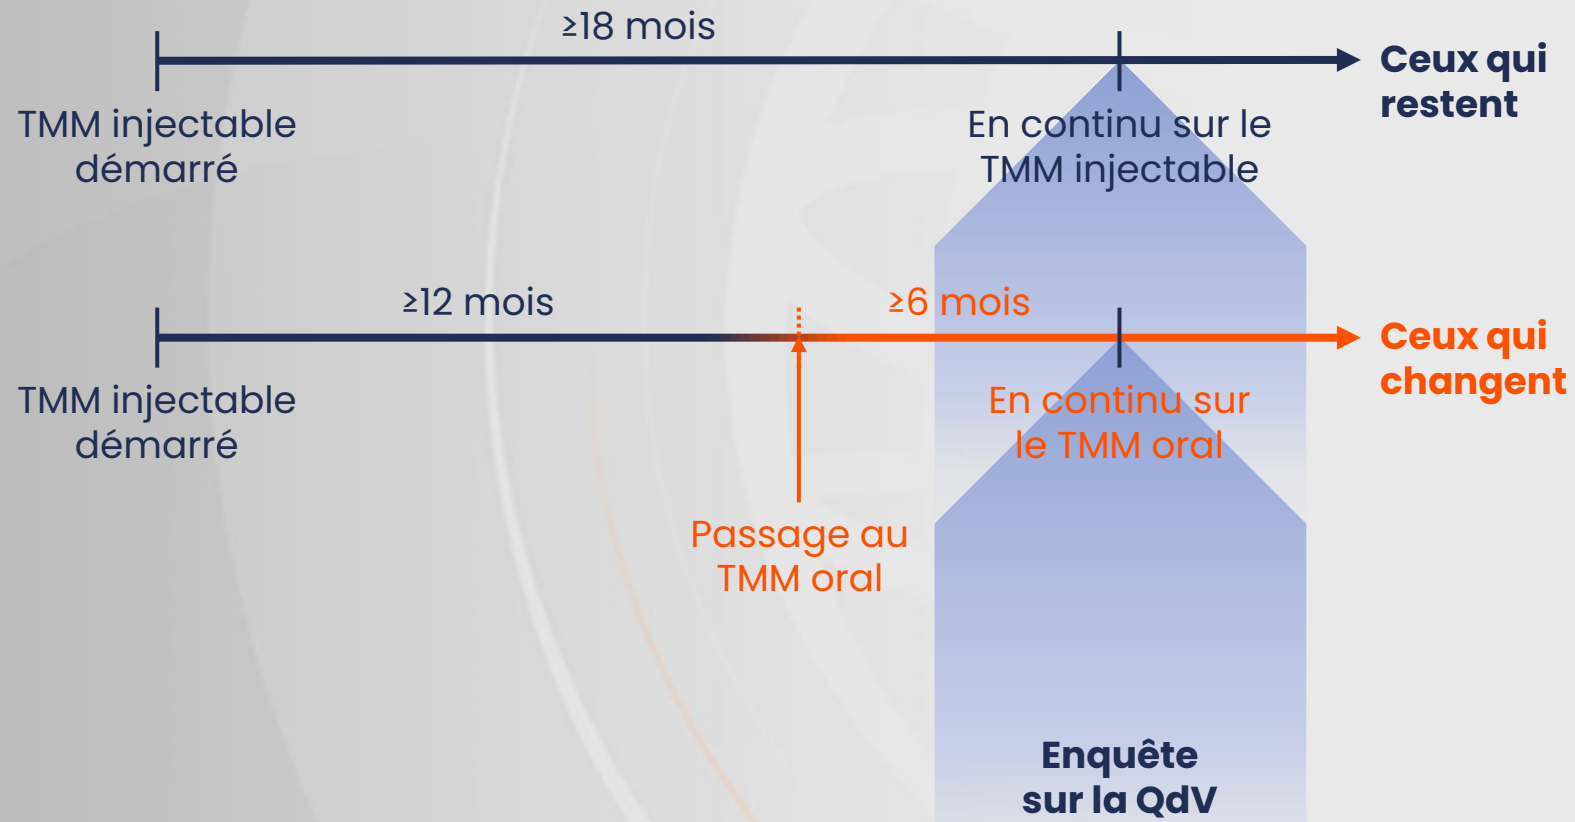 ≥18 mois
Ceux qui
restent
TMM injectable
démarré
En continu sur le
TMM injectable
≥12 mois
≥6 mois
Ceux qui
changent
TMM injectable
démarré
En continu sur
le TMM oral
Passage au
TMM oral
Enquête
sur la QdV